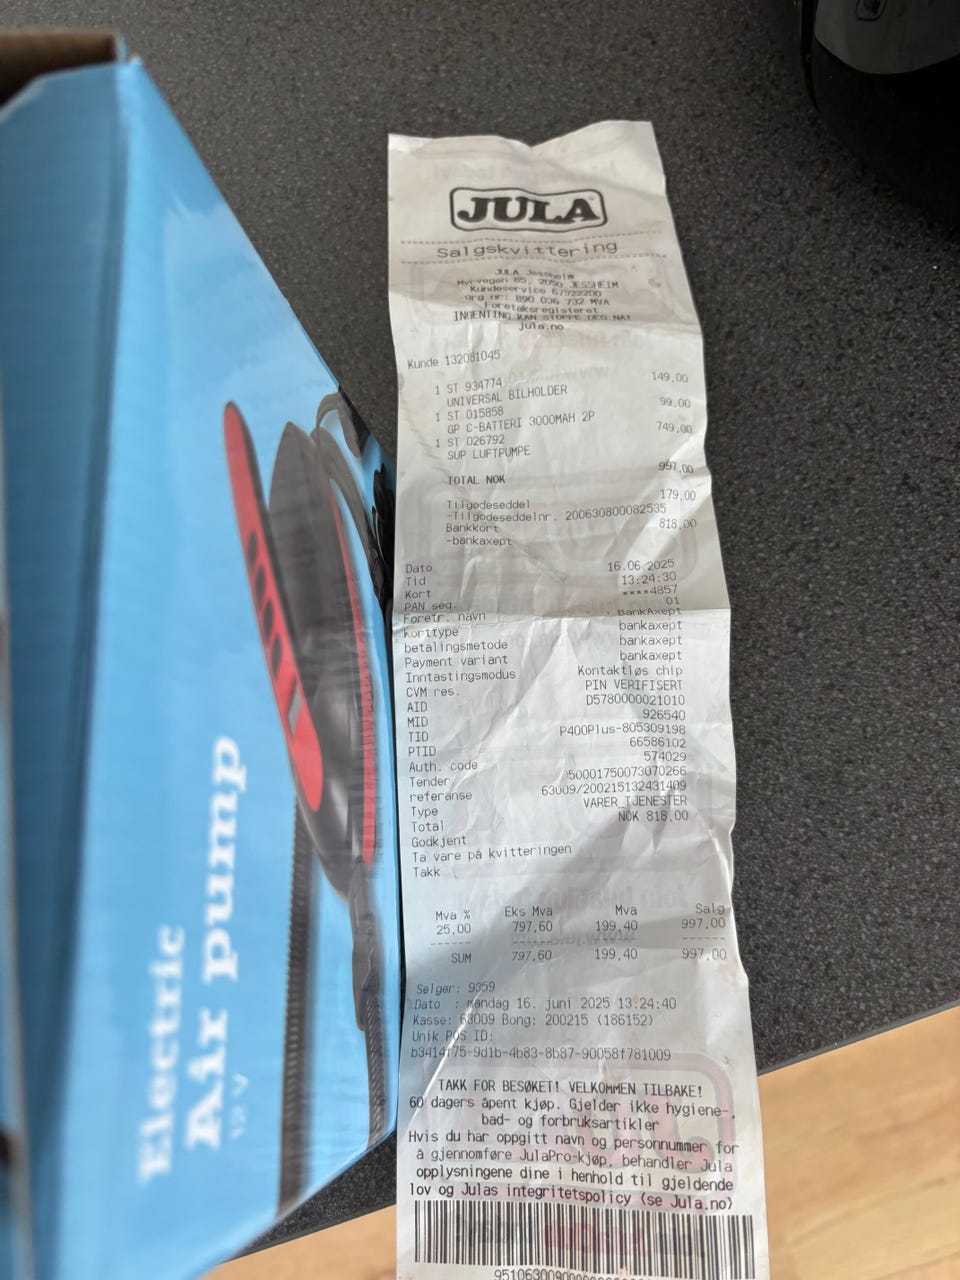 JULA
Salgskvittering
JULA Jessheim
Myrvegen 65, 2050 JESSHEIM
Kundeservice 67922200
org nr: 890 036 732 MVA
Foretaksregisteret
INGENTING KAN STOPPE DEG NÅ!
jula.no
Kunde 132081045
1 ST 934774 149,00
UNIVERSAL BILHOLDER
1 ST 015858 99,00
GP C-BATTERI 3000MAH 2P
1 ST 026792 749,00
SUP LUFTPUMPE
TOTAL NOK 997,00
Tilgodeseddel 179,00
-Tilgodeseddelnr. 200630800082535
Bankkort 818,00
-bankaxept
Dato 16.06.2025
Tid 13:24:30
Kort ****4857
PAN seq. 01
Foretr. navn BankAxept
Korttype bankaxept
betalingsmetode bankaxept
Payment variant bankaxept
Inntastingsmodus Kontaktløs chip
CVM res. PIN VERIFISERT
AID D5780000021010
MID 926540
TID P400Plus-805309198
PTID 66586102
Auth. code 574029
Tender 50001750073070266
referanse 63009/200215132431409
Type VARER_TJENESTER
Total NOK 818,00
Godkjent
Ta vare på kvitteringen
Takk
Mva % Eks Mva Mva Salg
25,00 797,60 199,40 997,00
SUM 797,60 199,40 997,00
Selger: 9359
Dato : mandag 16. juni 2025 13:24:40
Kasse: 63009 Bong: 200215 (186152)
Unik POS ID:
b3414f75-9d1b-4b83-8b87-90058f781009
TAKK FOR BESØKET! VELKOMMEN TILBAKE!
60 dagers åpent kjøp. Gjelder ikke hygiene-,
bad- og forbruksartikler
Hvis du har oppgitt navn og personnummer for
å gjennomføre JulaPro-kjøp, behandler Jula
opplysningene dine i henhold til gjeldende
lov og Julas integritetspolicy (se Jula.no)
Electric
Air pump
12 V